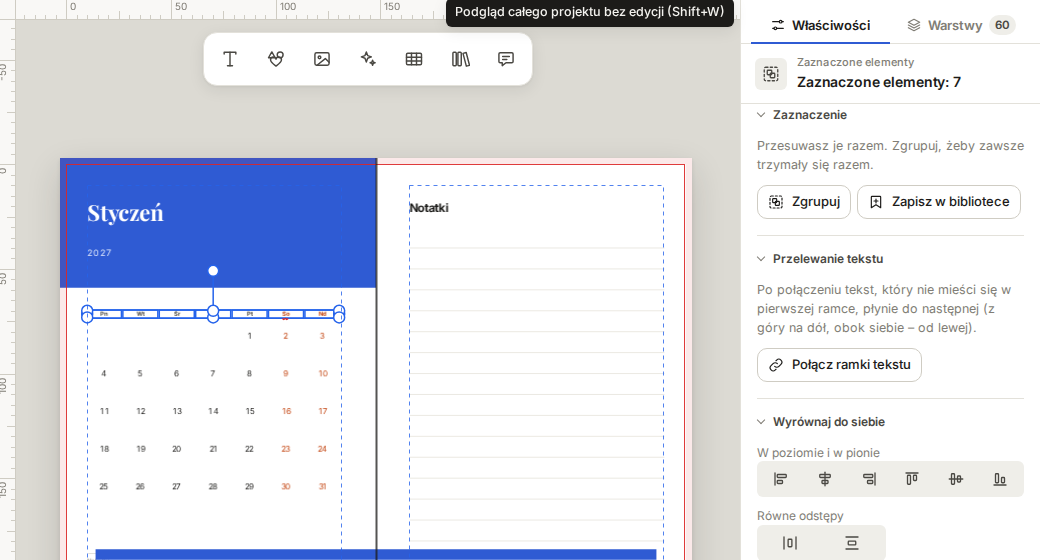 0 50 100 150
Podgląd całego projektu bez edycji (Shift+W)
Właściwości
Warstwy 60
Zaznaczone elementy
Zaznaczone elementy: 7
Zaznaczenie
Przesuwasz je razem. Zgrupuj, żeby zawsze
trzymały się razem.
Zgrupuj
Zapisz w bibliotece
Przelewanie tekstu
Po połączeniu tekst, który nie mieści się w
pierwszej ramce, płynie do następnej (z
góry na dół, obok siebie – od lewej).
Połącz ramki tekstu
Wyrównaj do siebie
W poziomie i w pionie
Równe odstępy
-50
0
50
100
150
Styczeń
2027
Pn Wt Śr Pt So Nd
1 2 3
4 5 6 7 8 9 10
11 12 13 14 15 16 17
18 19 20 21 22 23 24
25 26 27 28 29 30 31
Notatki